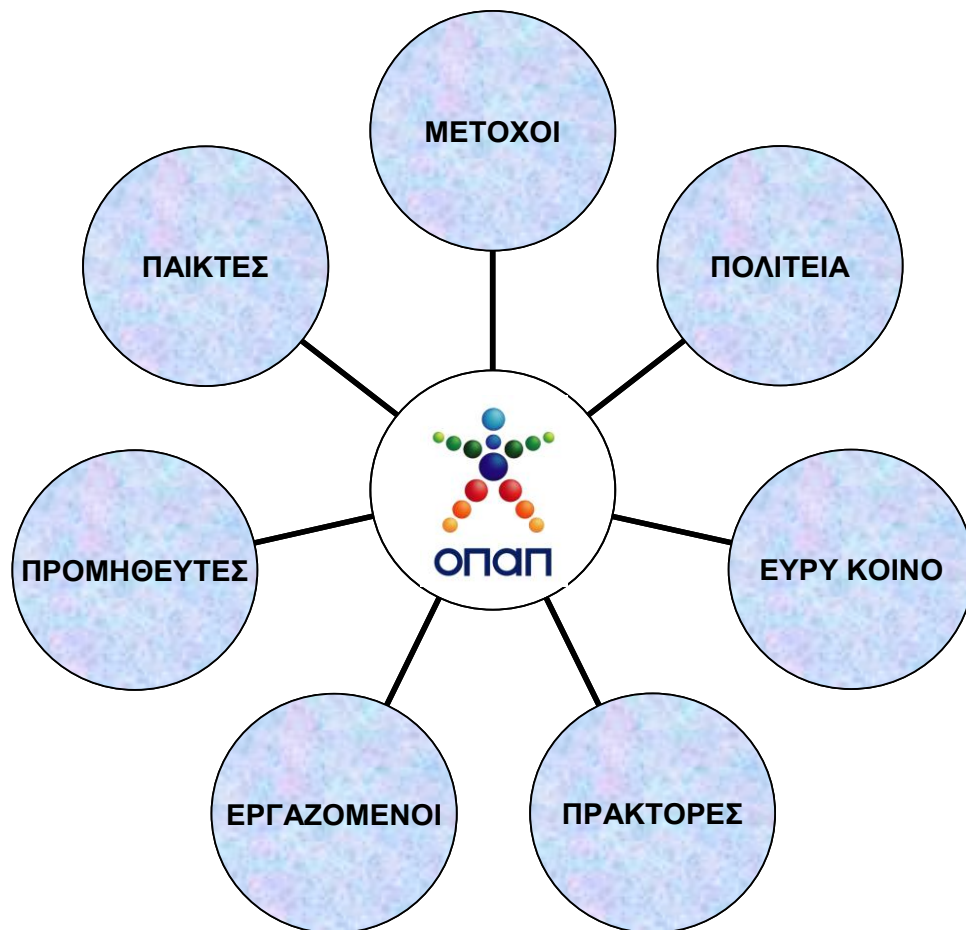 ΜΕΤΟΧΟΙ
ΠΑΙΚΤΕΣ
ΠΟΛΙΤΕΙΑ
ΠΡΟΜΗΘΕΥΤΕΣ
οπαπ
ΕΥΡΥ ΚΟΙΝΟ
ΕΡΓΑΖΟΜΕΝΟΙ
ΠΡΑΚΤΟΡΕΣ